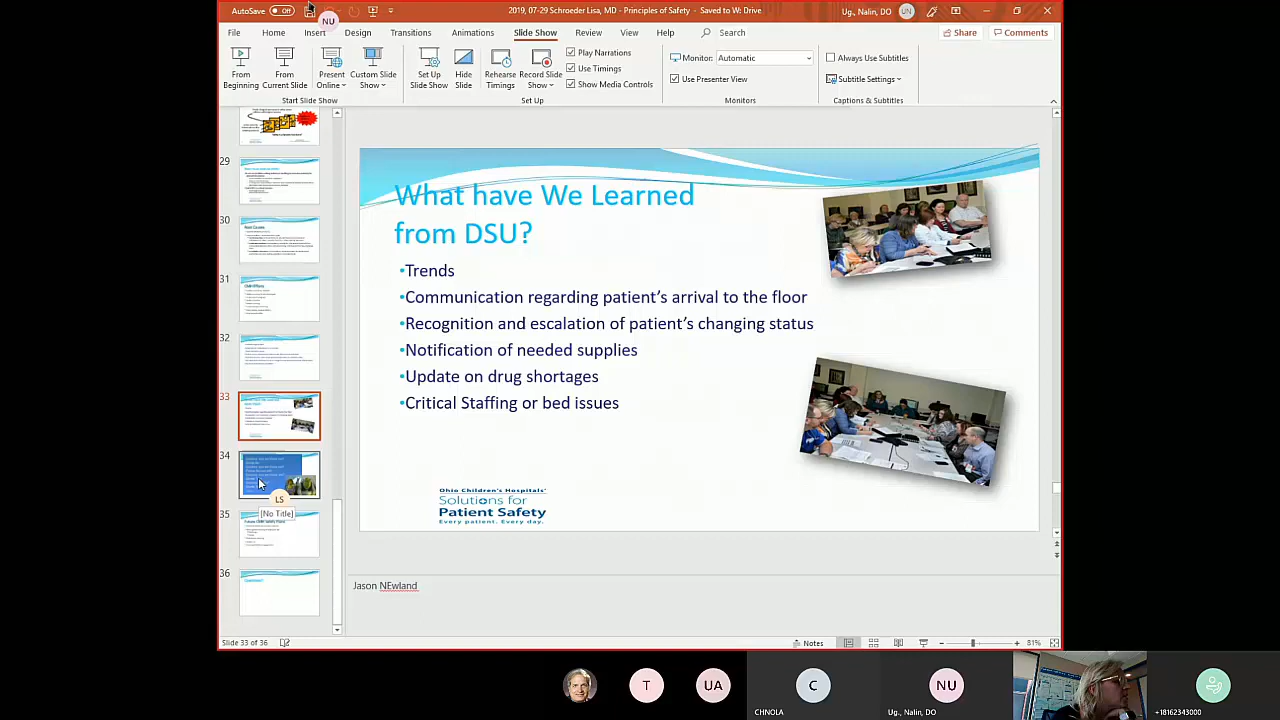 AutoSave Off 2019, 07-29 Schroeder Lisa, MD - Principles of Safety - Saved to W: Drive Ug., Nalin, DO UN
NU
File Home Insert Design Transitions Animations Slide Show Review View Help Search Share Comments
From Beginning
From Current Slide
Present Online
Custom Slide Show
Set Up Slide Show
Hide Slide
Rehearse Timings
Record Slide Show
Play Narrations
Use Timings
Show Media Controls
Monitor: Automatic
Use Presenter View
Always Use Subtitles
Subtitle Settings
Start Slide Show Set Up Monitors Captions & Subtitles
29
30
31
32
33
34
LS
[No Title]
35
36
What have We Learned
from DSU?
•Trends
•Communication regarding patient's arrival to the floor
•Recognition and escalation of patient's changing status
•Notification of needed supplies
•Update on drug shortages
•Critical Staffing or bed issues
Ohio Children's Hospitals'
Solutions for
Patient Safety
Every patient. Every day.
Jason NEwland
Slide 33 of 36 Notes 81%
T UA C NU
CHNOLA Ug., Nalin, DO +18162343000